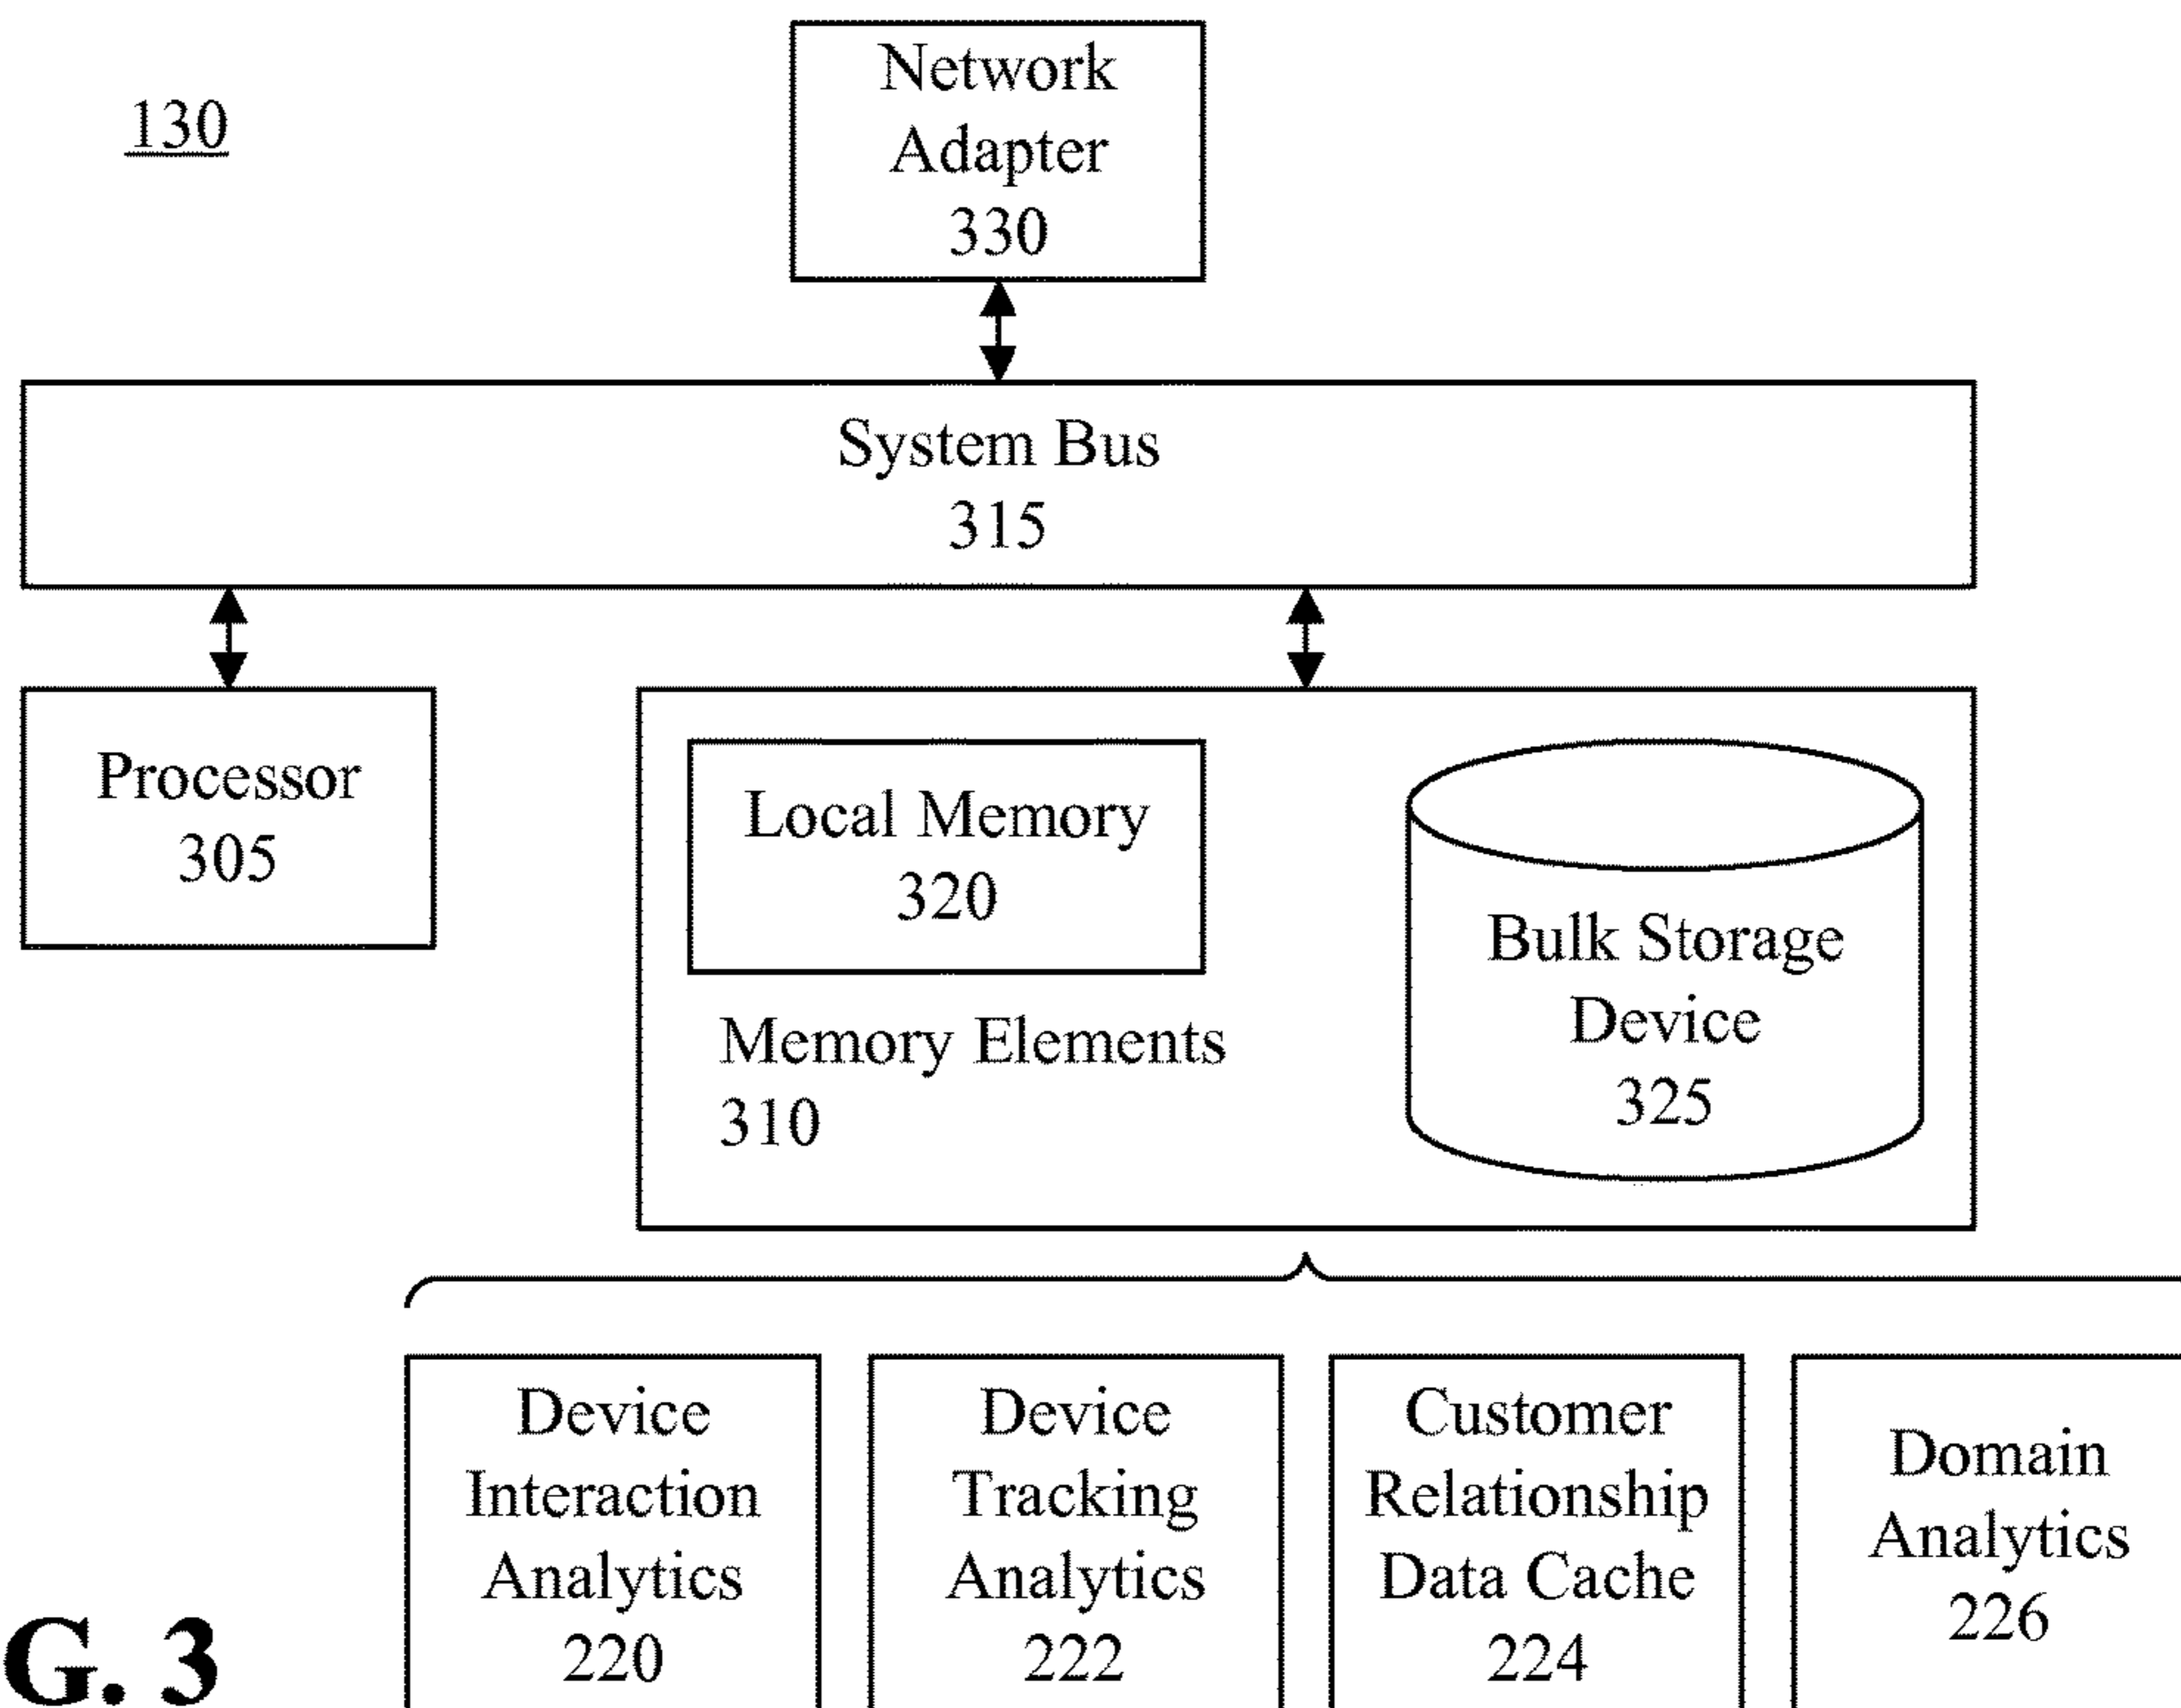 130
Network
Adapter
330
System Bus
315
Processor
305
Local Memory
320
Memory Elements
310
Bulk Storage
Device
325
Device
Interaction
Analytics
220
Device
Tracking
Analytics
222
Customer
Relationship
Data Cache
224
Domain
Analytics
226
G. 3